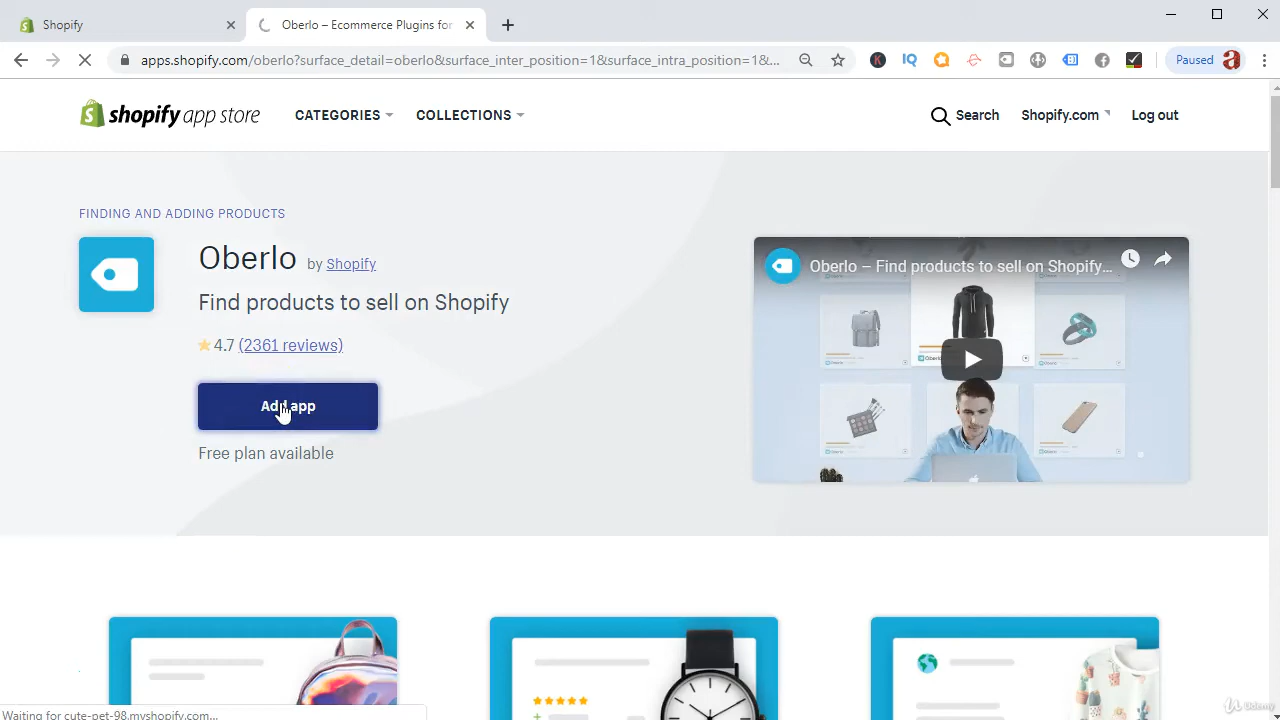 Shopify
Oberlo – Ecommerce Plugins for
apps.shopify.com/oberlo?surface_detail=oberlo&surface_inter_position=1&surface_intra_position=1&...
Paused
shopify app store
CATEGORIES
COLLECTIONS
Search
Shopify.com
Log out
FINDING AND ADDING PRODUCTS
Oberlo by Shopify
Find products to sell on Shopify
4.7 (2361 reviews)
Add app
Free plan available
Oberlo – Find products to sell on Shopify...
Oberlo
Waiting for cute-pet-98.myshopify.com...
Udemy